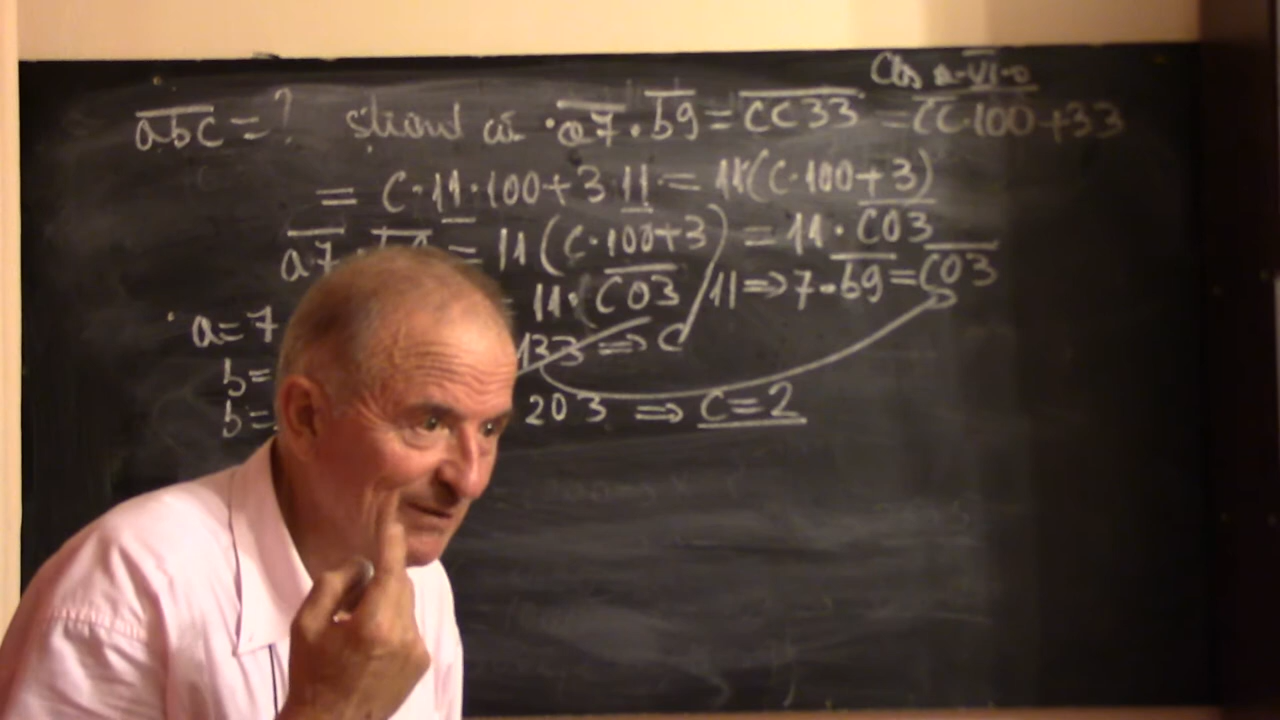 Cls a-VI-a
abc = ? știind că a7·b9 = CC33 = CC·100+33
= C·11·100+3·11 = 11(C·100+3)
a7 = 11(C·100+3) = 11·C03
= 11·C03 / 11 ⇒ 7·b9 = C03
a=7 133 ⇒ C
b=
b= 203 ⇒ C=2